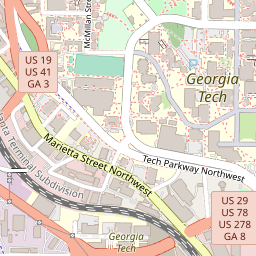 McMillan Street
US 19
US 41
GA 3
P
Georgia
Tech
Marietta Street Northwest
Tech Parkway Northwest
Terminal Subdivision
US 29
US 78
US 278
GA 8
Georgia
Tech